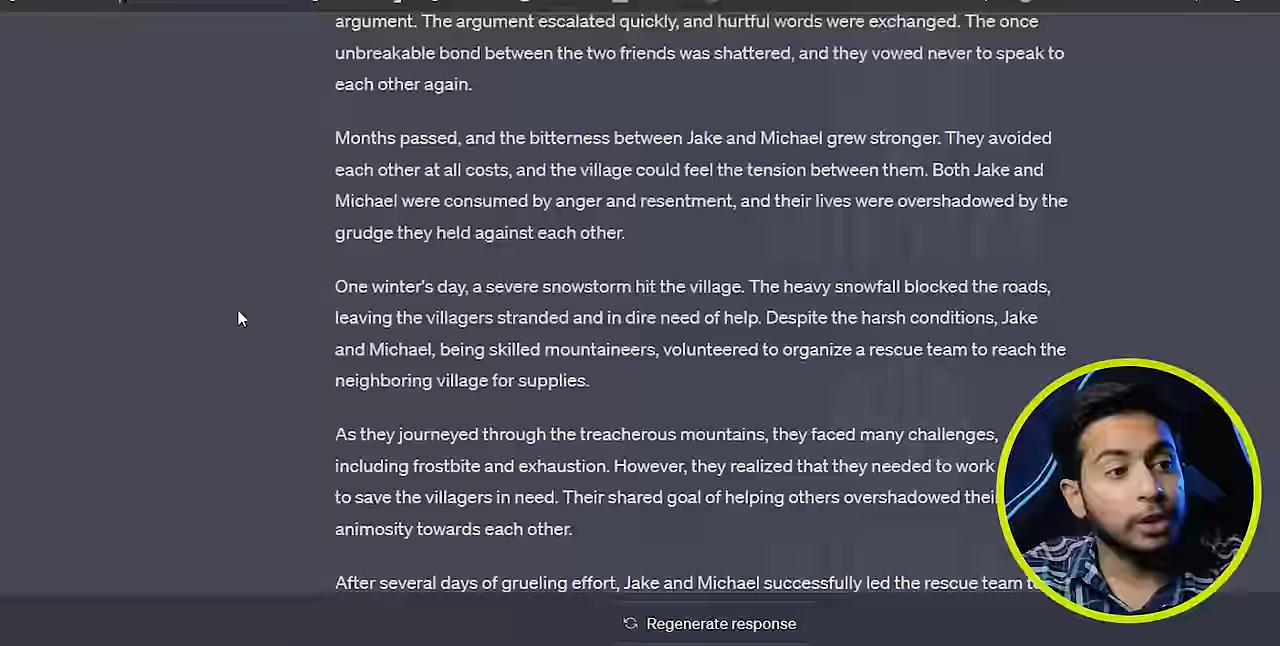 argument. The argument escalated quickly, and hurtful words were exchanged. The once
unbreakable bond between the two friends was shattered, and they vowed never to speak to
each other again.
Months passed, and the bitterness between Jake and Michael grew stronger. They avoided
each other at all costs, and the village could feel the tension between them. Both Jake and
Michael were consumed by anger and resentment, and their lives were overshadowed by the
grudge they held against each other.
One winter's day, a severe snowstorm hit the village. The heavy snowfall blocked the roads,
leaving the villagers stranded and in dire need of help. Despite the harsh conditions, Jake
and Michael, being skilled mountaineers, volunteered to organize a rescue team to reach the
neighboring village for supplies.
As they journeyed through the treacherous mountains, they faced many challenges,
including frostbite and exhaustion. However, they realized that they needed to work
to save the villagers in need. Their shared goal of helping others overshadowed
animosity towards each other.
After several days of grueling effort, Jake and Michael successfully led the rescue team
Regenerate response